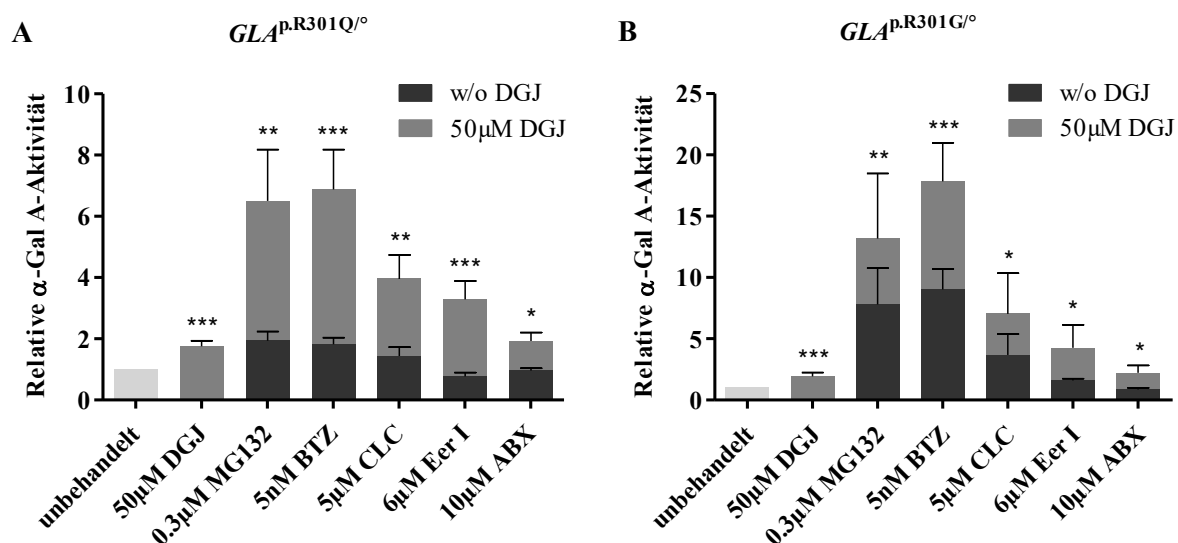 A
GLA p.R301Q/°
w/o DGJ
50µM DGJ
Relative α-Gal A-Aktivität
10
8
6
4
2
0
***
**
***
**
***
*
unbehandelt
50µM DGJ
0.3µM MG132
5nM BTZ
5µM CLC
6µM Eer I
10µM ABX
B
GLA p.R301G/°
w/o DGJ
50µM DGJ
Relative α-Gal A-Aktivität
25
20
15
10
5
0
***
**
***
*
*
*
unbehandelt
50µM DGJ
0.3µM MG132
5nM BTZ
5µM CLC
6µM Eer I
10µM ABX